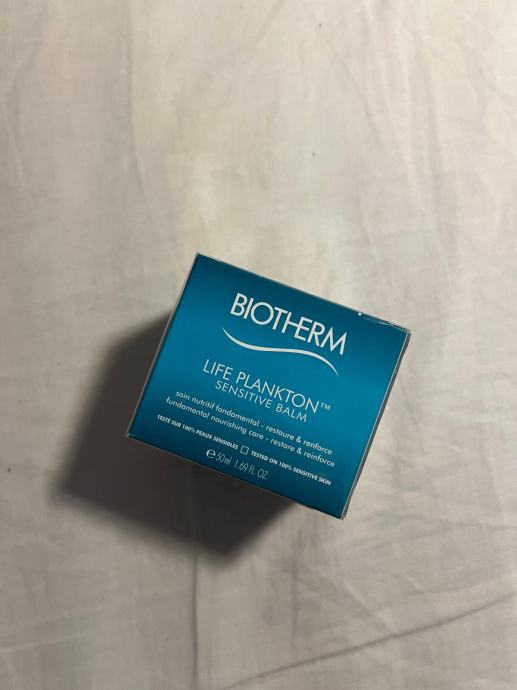 BIOTHERM
LIFE PLANKTON™
SENSITIVE BALM
soin nutritif fondamental - restaure & renforce
fundamental nourishing care - restore & reinforce
TESTÉ SUR 100% PEAUX SENSIBLES □ TESTED ON 100% SENSITIVE SKIN
℮ 50ml 1.69 FL. OZ.